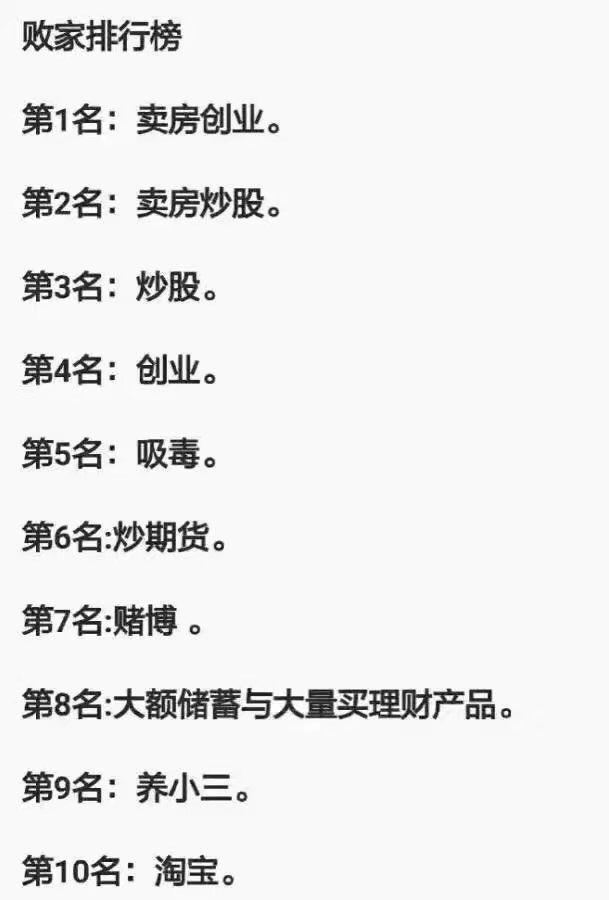 败家排行榜
第1名：卖房创业。
第2名：卖房炒股。
第3名：炒股。
第4名：创业。
第5名：吸毒。
第6名:炒期货。
第7名:赌博 。
第8名:大额储蓄与大量买理财产品。
第9名：养小三。
第10名：淘宝。